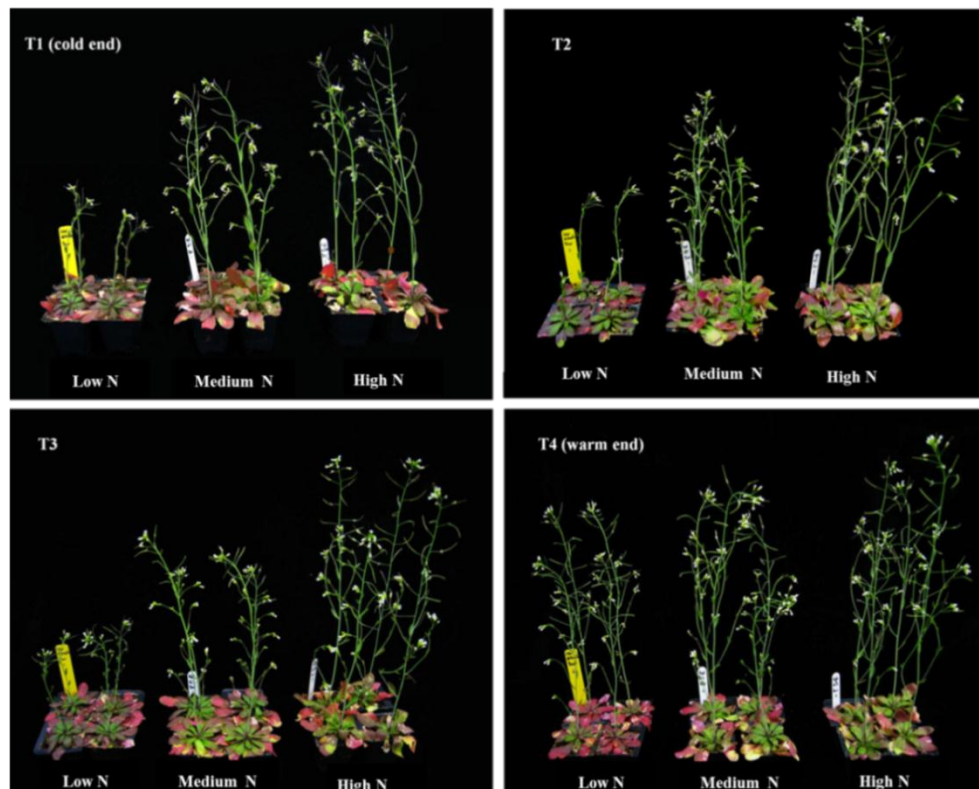 T1 (cold end)
Low N
Medium N
High N
T2
Low N
Medium N
High N
T3
Low N
Medium N
High N
T4 (warm end)
Low N
Medium N
High N